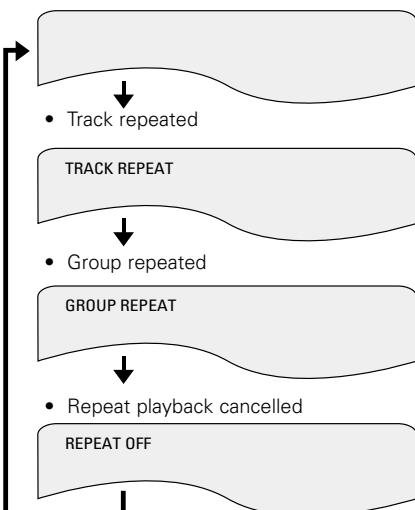 • Track repeated
TRACK REPEAT
• Group repeated
GROUP REPEAT
• Repeat playback cancelled
REPEAT OFF